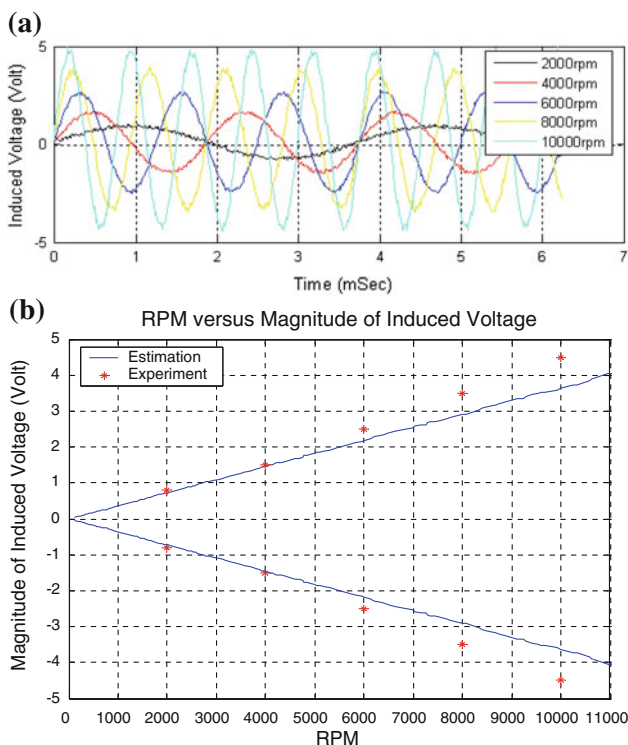 (a)
5
0
-5
Induced Voltage (Volt)
2000rpm
4000rpm
6000rpm
8000rpm
10000rpm
0 1 2 3 4 5 6 7
Time (mSec)
(b)
RPM versus Magnitude of Induced Voltage
Magnitude of Induced Voltage (Volt)
Estimation
Experiment
5
4
3
2
1
0
-1
-2
-3
-4
-5
0 1000 2000 3000 4000 5000 6000 7000 8000 9000 10000 11000
RPM